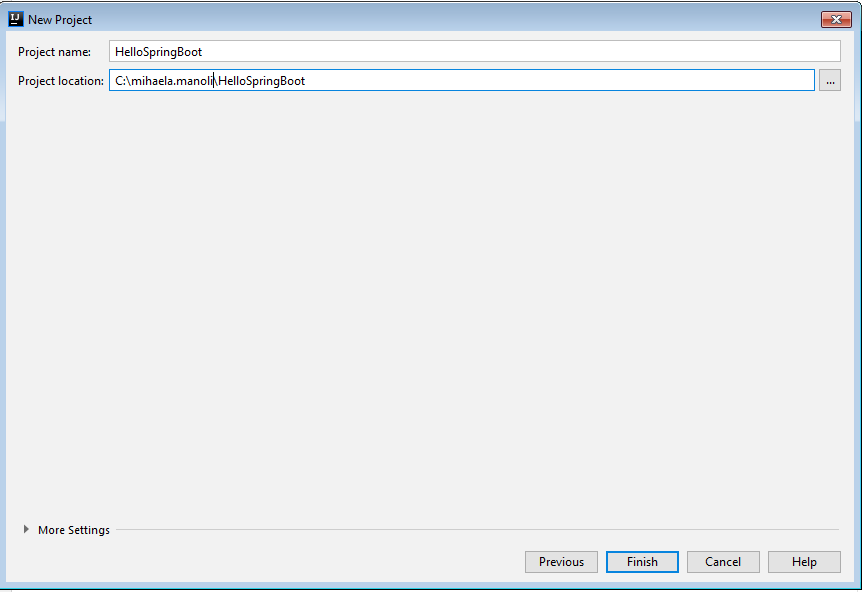 IJ New Project
Project name: HelloSpringBoot
Project location: C:\mihaela.manoli\HelloSpringBoot ...
More Settings
Previous Finish Cancel Help